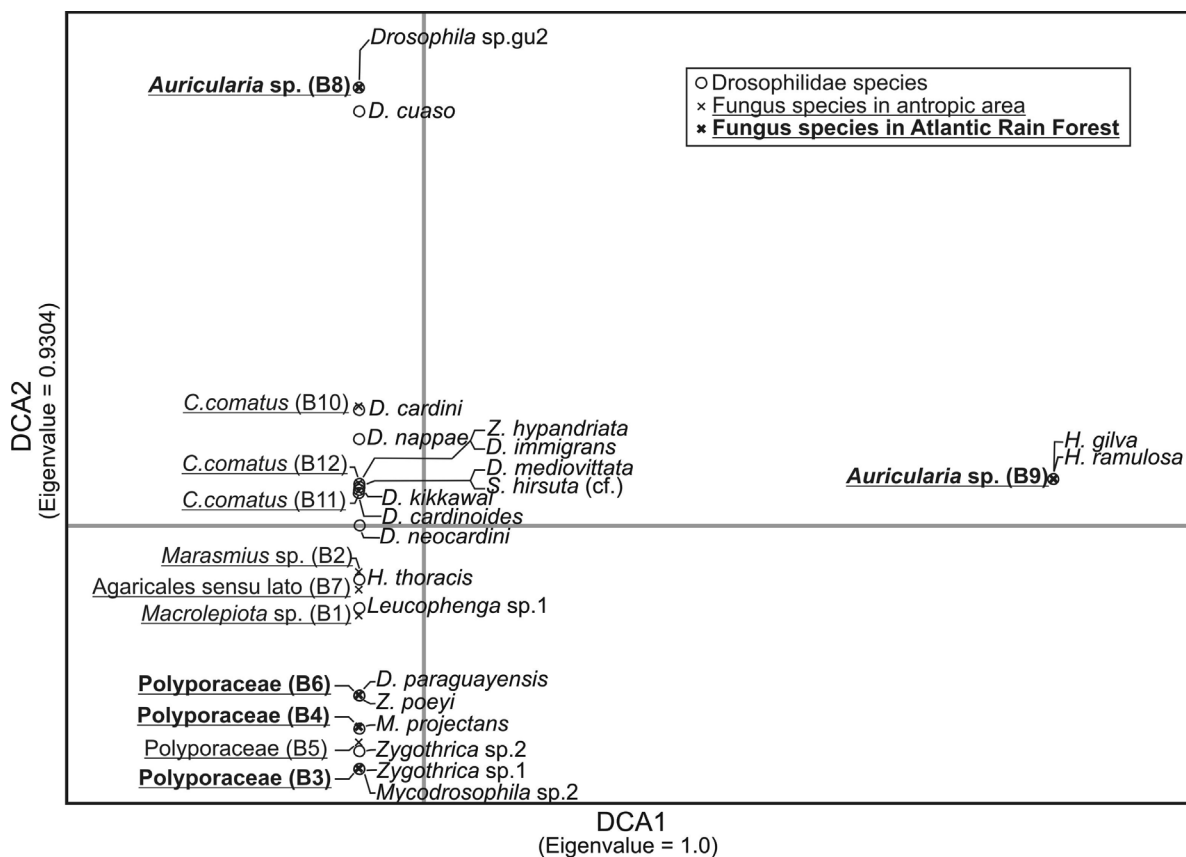 Drosophila sp.gu2
Auricularia sp. (B8)
D. cuaso
Drosophilidae species
Fungus species in antropic area
Fungus species in Atlantic Rain Forest
DCA2
(Eigenvalue = 0.9304)
C.comatus (B10)
D. cardini
D. nappae
Z. hypandriata
D. immigrans
C.comatus (B12)
D. mediovittata
S. hirsuta (cf.)
C.comatus (B11)
D. kikkawai
D. cardinoides
D. neocardini
H. gilva
H. ramulosa
Auricularia sp. (B9)
Marasmius sp. (B2)
H. thoracis
Agaricales sensu lato (B7)
Leucophenga sp.1
Macrolepiota sp. (B1)
Polyporaceae (B6)
D. paraguayensis
Z. poeyi
Polyporaceae (B4)
M. projectans
Polyporaceae (B5)
Zygothrica sp.2
Polyporaceae (B3)
Zygothrica sp.1
Mycodrosophila sp.2
DCA1
(Eigenvalue = 1.0)